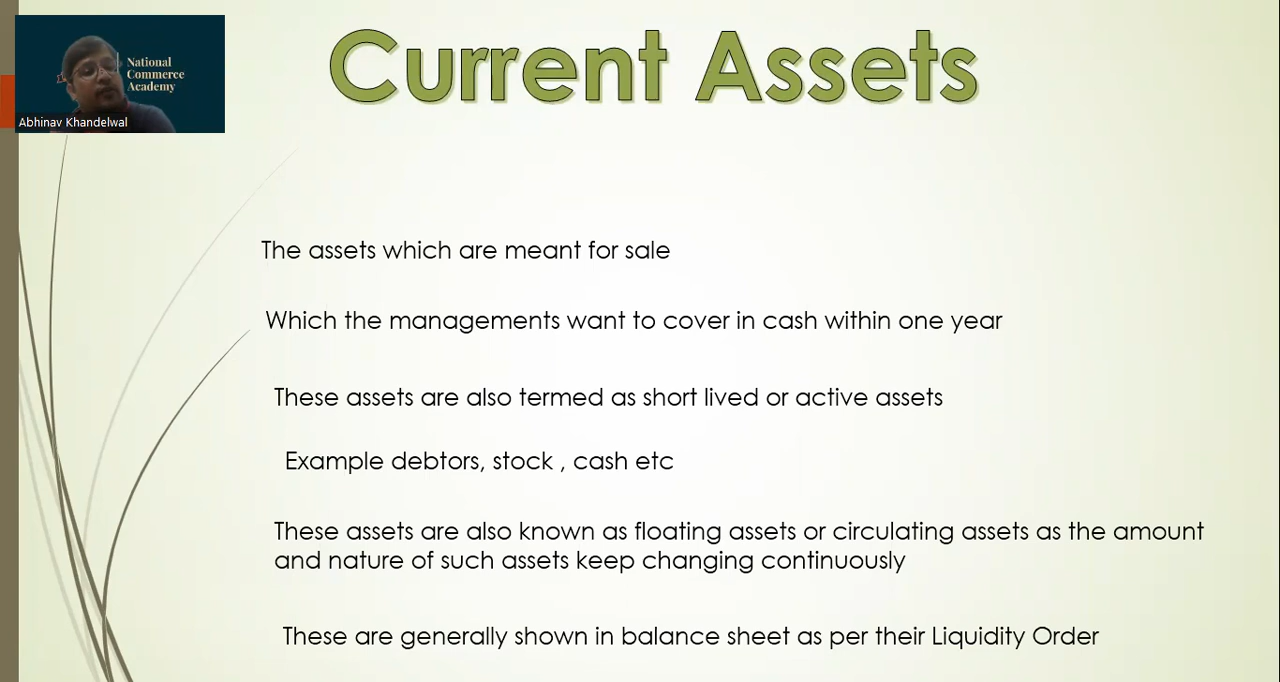 National
Commerce
Academy
Abhinav Khandelwal
Current Assets
The assets which are meant for sale
Which the managements want to cover in cash within one year
These assets are also termed as short lived or active assets
Example debtors, stock , cash etc
These assets are also known as floating assets or circulating assets as the amount
and nature of such assets keep changing continuously
These are generally shown in balance sheet as per their Liquidity Order